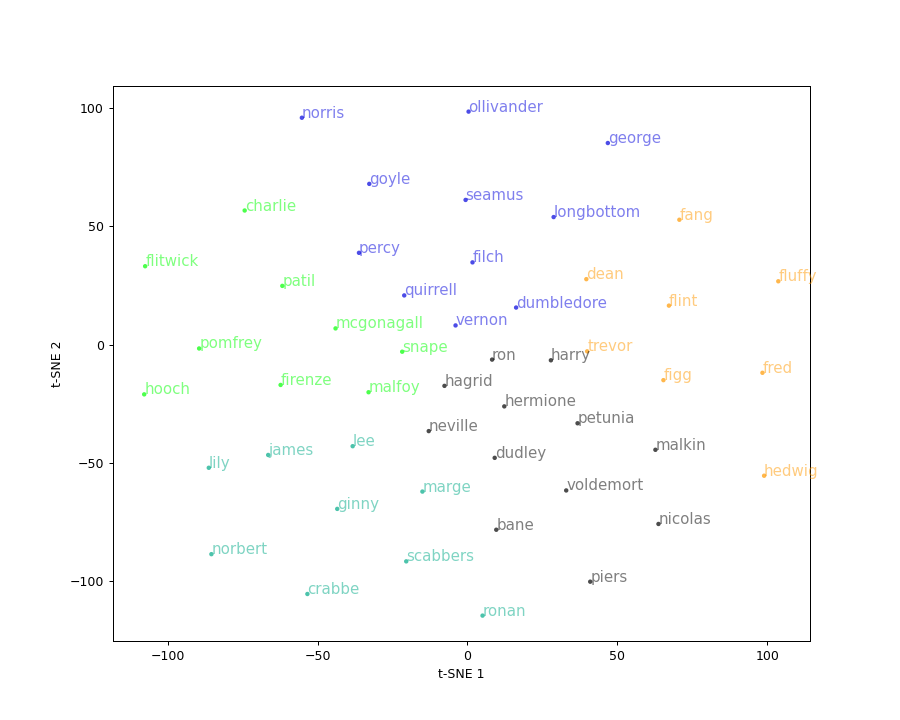 100
norris
ollivander
george
goyle
seamus
charlie
longbottom
fang
50
percy
filch
flitwick
patil
dean
fluffy
quirrell
dumbledore
flint
mcgonagall
vernon
pomfrey
snape
ron
harry
trevor
0
t-SNE 2
hooch
firenze
malfoy
hagrid
figg
fred
hermione
neville
petunia
lee
james
dudley
malkin
lily
−50
hedwig
marge
voldemort
ginny
nicolas
bane
norbert
scabbers
crabbe
piers
−100
ronan
−100
−50
0
50
100
t-SNE 1